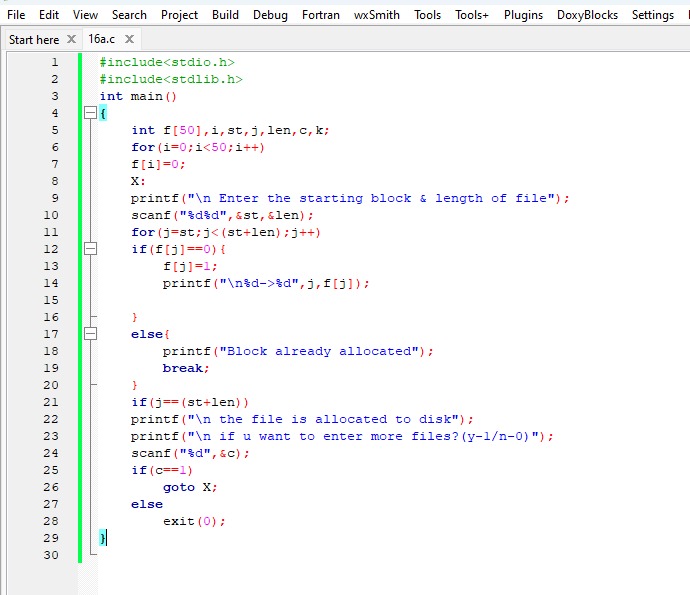 File Edit View Search Project Build Debug Fortran wxSmith Tools Tools+ Plugins DoxyBlocks Settings
Start here X 16a.c X
1 #include<stdio.h>
2 #include<stdlib.h>
3 int main()
4 {
5 int f[50],i,st,j,len,c,k;
6 for(i=0;i<50;i++)
7 f[i]=0;
8 X:
9 printf("\n Enter the starting block & length of file");
10 scanf("%d%d",&st,&len);
11 for(j=st;j<(st+len);j++)
12 if(f[j]==0){
13 f[j]=1;
14 printf("\n%d->%d",j,f[j]);
15
16 }
17 else{
18 printf("Block already allocated");
19 break;
20 }
21 if(j==(st+len))
22 printf("\n the file is allocated to disk");
23 printf("\n if u want to enter more files?(y-1/n-0)");
24 scanf("%d",&c);
25 if(c==1)
26 goto X;
27 else
28 exit(0);
29 }
30